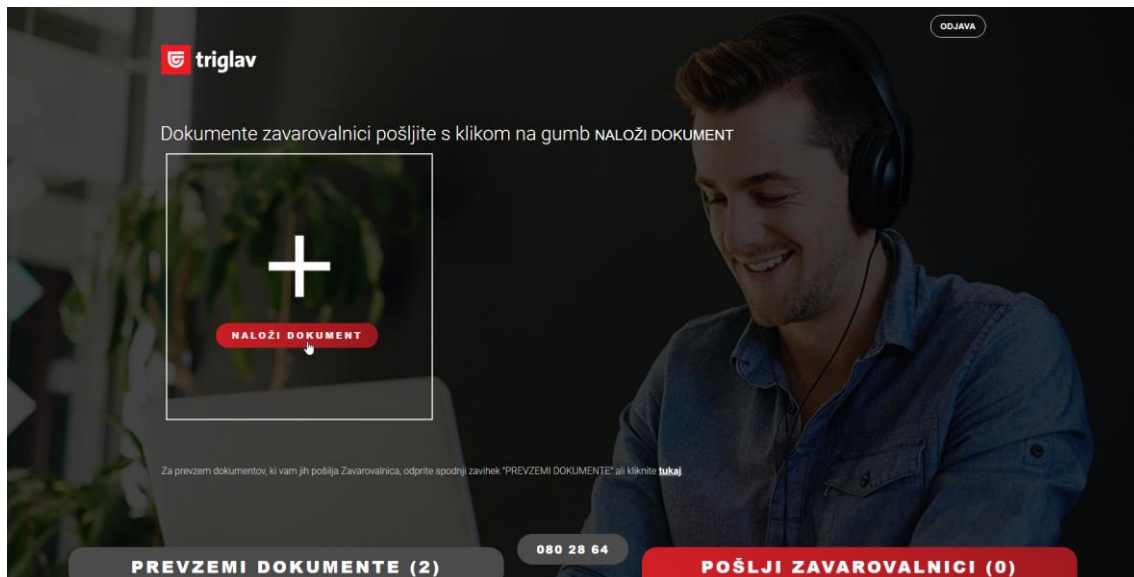 ODJAVA
triglav
Dokumente zavarovalnici pošljite s klikom na gumb NALOŽI DOKUMENT
NALOŽI DOKUMENT
Za prevzem dokumentov, ki vam jih pošilja Zavarovalnica, odprite spodnji zavihek "PREVZEMI DOKUMENTE" ali kliknite tukaj.
080 28 64
PREVZEMI DOKUMENTE (2)
POŠLJI ZAVAROVALNICI (0)